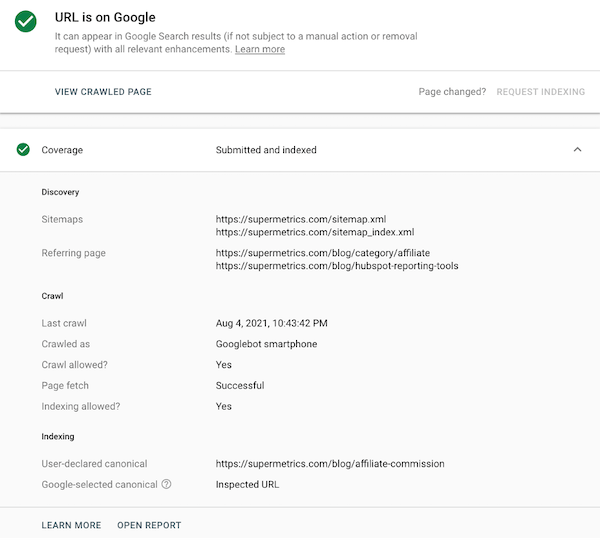 URL is on Google
It can appear in Google Search results (if not subject to a manual action or removal
request) with all relevant enhancements. Learn more
VIEW CRAWLED PAGE
Page changed? REQUEST INDEXING
Coverage Submitted and indexed
Discovery
Sitemaps https://supermetrics.com/sitemap.xml
https://supermetrics.com/sitemap_index.xml
Referring page https://supermetrics.com/blog/category/affiliate
https://supermetrics.com/blog/hubspot-reporting-tools
Crawl
Last crawl Aug 4, 2021, 10:43:42 PM
Crawled as Googlebot smartphone
Crawl allowed? Yes
Page fetch Successful
Indexing allowed? Yes
Indexing
User-declared canonical https://supermetrics.com/blog/affiliate-commission
Google-selected canonical Inspected URL
LEARN MORE OPEN REPORT